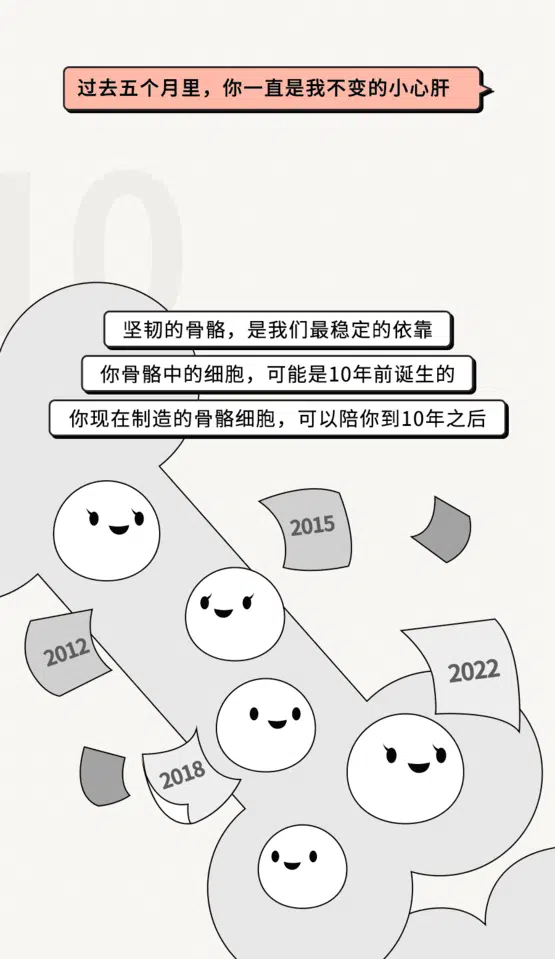 过去五个月里，你一直是我不变的小心肝
10
坚韧的骨骼，是我们最稳定的依靠
你骨骼中的细胞，可能是10年前诞生的
你现在制造的骨骼细胞，可以陪你到10年之后
2015
2012
2022
2018